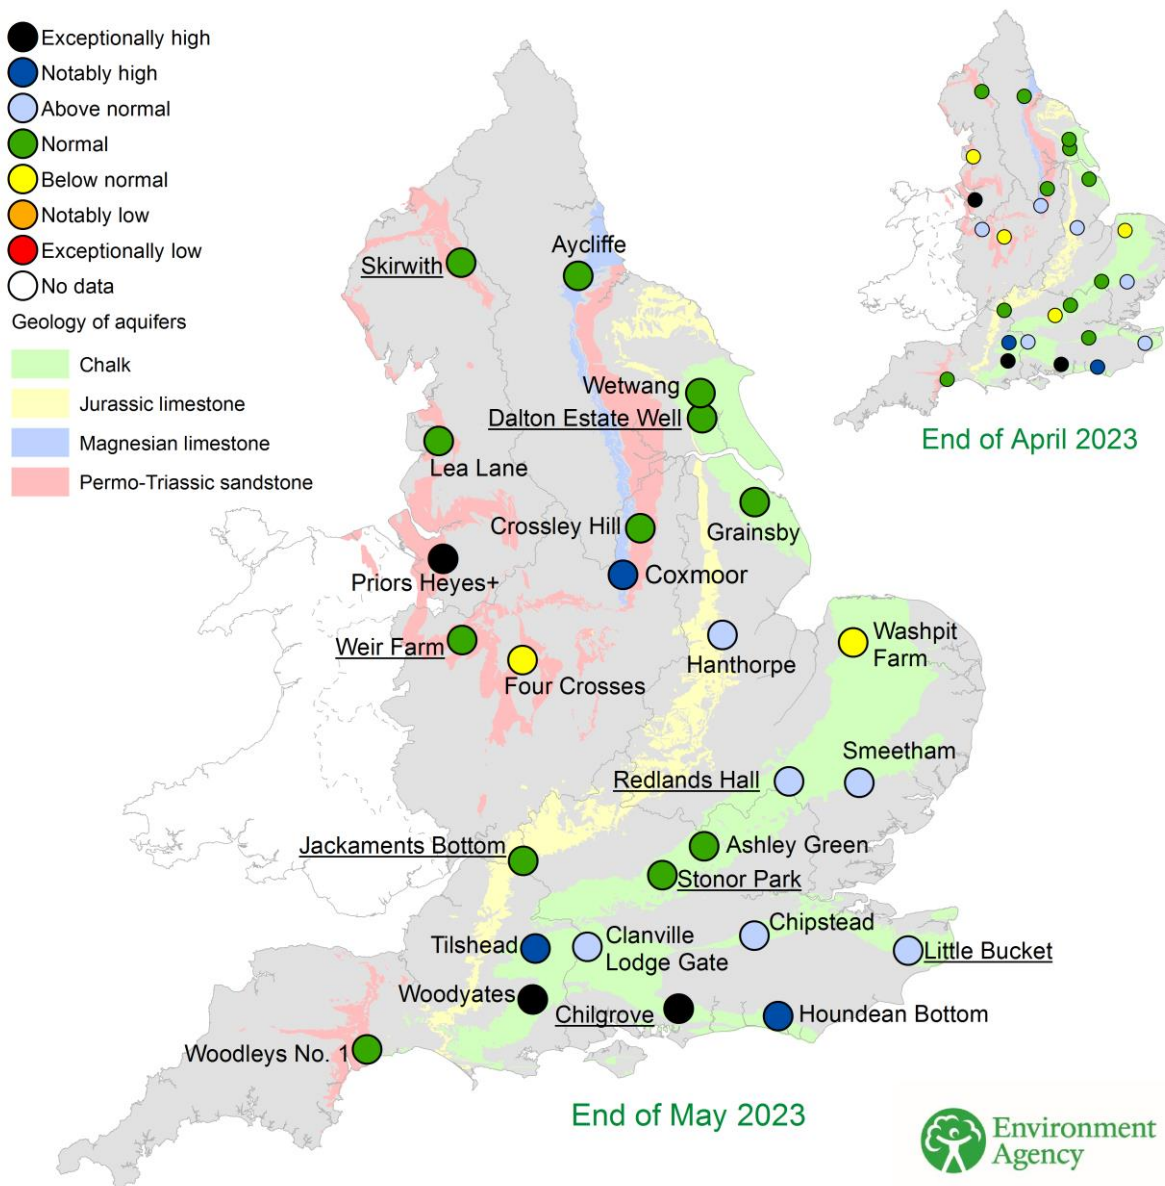 Exceptionally high
Notably high
Above normal
Normal
Below normal
Notably low
Exceptionally low
No data
Geology of aquifers
Chalk
Jurassic limestone
Magnesian limestone
Permo-Triassic sandstone
End of April 2023
Skirwith
Aycliffe
Wetwang
Dalton Estate Well
Lea Lane
Grainsby
Crossley Hill
Priors Heyes+
Coxmoor
Weir Farm
Four Crosses
Hanthorpe
Washpit
Farm
Smeetham
Redlands Hall
Jackaments Bottom
Ashley Green
Stonor Park
Tilshead
Clanville
Lodge Gate
Chipstead
Little Bucket
Woodyates
Chilgrove
Houndean Bottom
Woodleys No. 1
End of May 2023
Environment
Agency